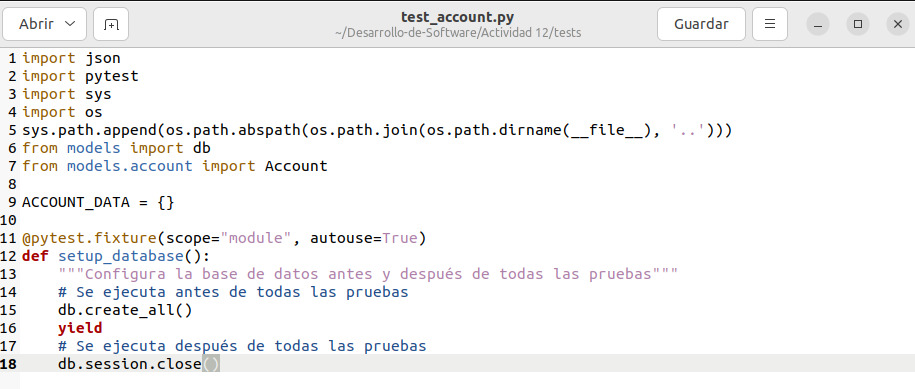 Abrir
test_account.py
~/Desarrollo-de-Software/Actividad 12/tests
Guardar
1 import json
2 import pytest
3 import sys
4 import os
5 sys.path.append(os.path.abspath(os.path.join(os.path.dirname(__file__), '..')))
6 from models import db
7 from models.account import Account
8
9 ACCOUNT_DATA = {}
10
11 @pytest.fixture(scope="module", autouse=True)
12 def setup_database():
13     """Configura la base de datos antes y después de todas las pruebas"""
14     # Se ejecuta antes de todas las pruebas
15     db.create_all()
16     yield
17     # Se ejecuta después de todas las pruebas
18     db.session.close()